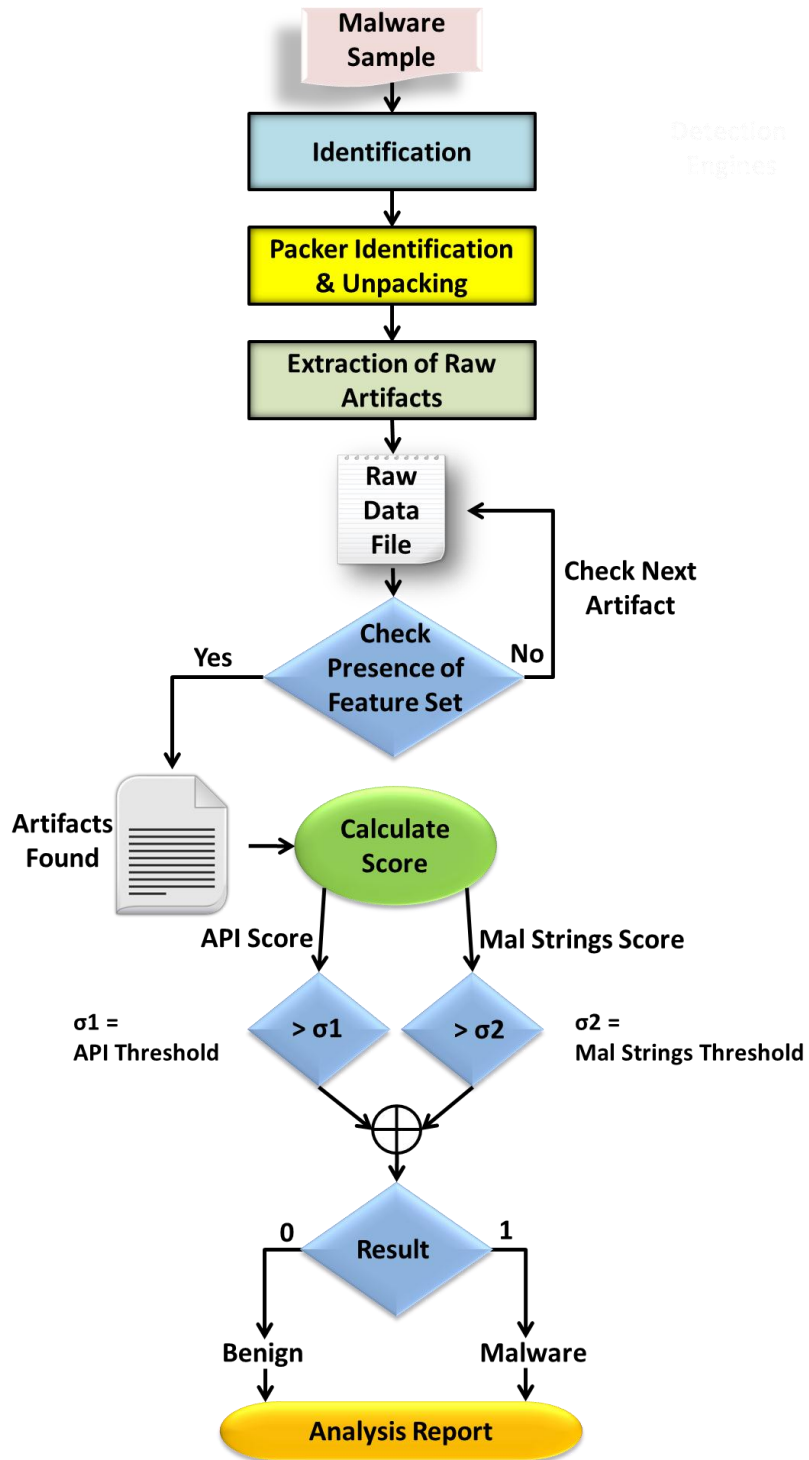 Malware
Sample
Identification
Detection
Engines
Packer Identification
& Unpacking
Extraction of Raw
Artifacts
Raw
Data
File
Check Next
Artifact
Check
Presence of
Feature Set
Yes
No
Artifacts
Found
Calculate
Score
API Score
Mal Strings Score
σ1 =
API Threshold
> σ1
> σ2
σ2 =
Mal Strings Threshold
0
1
Result
Benign
Malware
Analysis Report